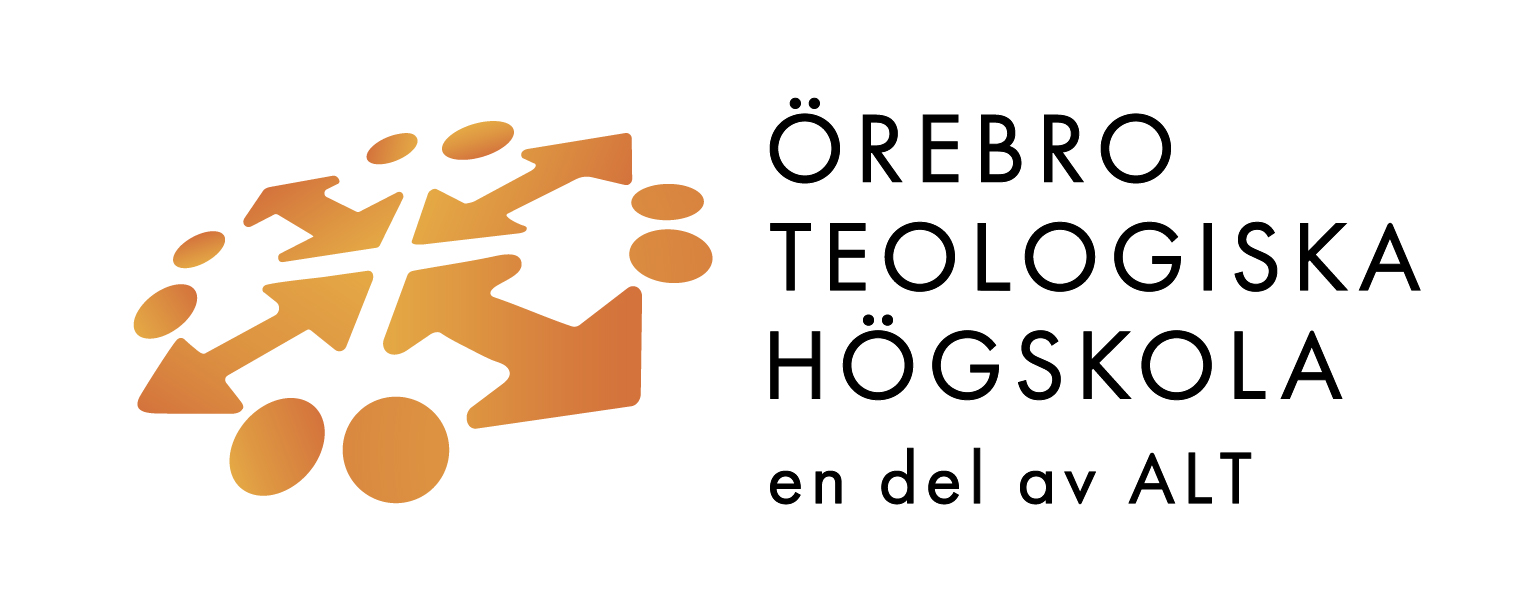 ÖREBRO
TEOLOGISKA
HÖGSKOLA
en del av ALT